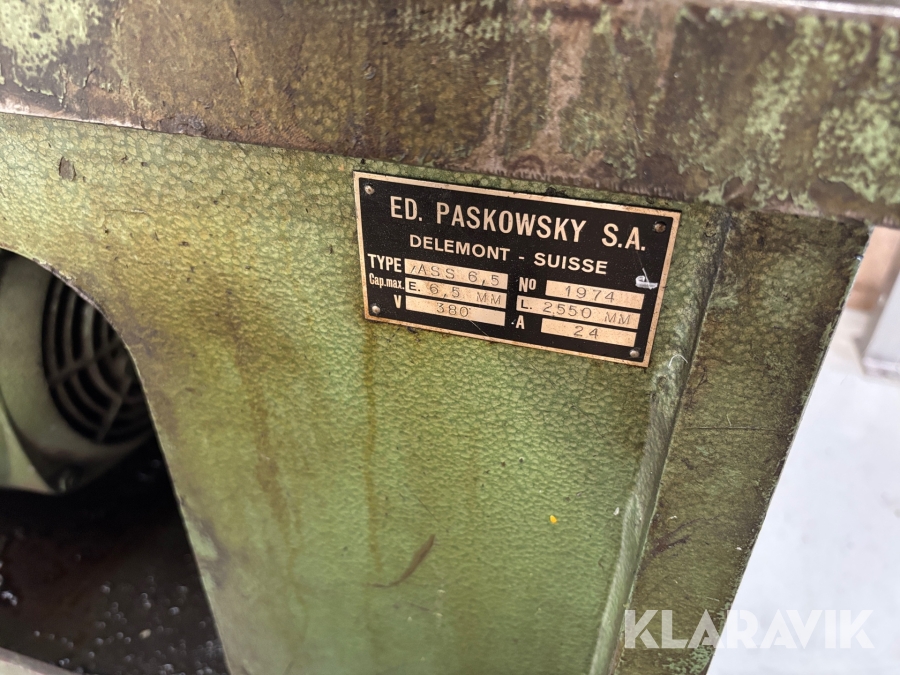 ED. PASKOWSKY S.A.
DELEMONT - SUISSE
TYPE ASS 6,5 No 1974
Cap.max. E. 6,5 MM L. 2550 MM
V 380 A 24
KLARAVIK